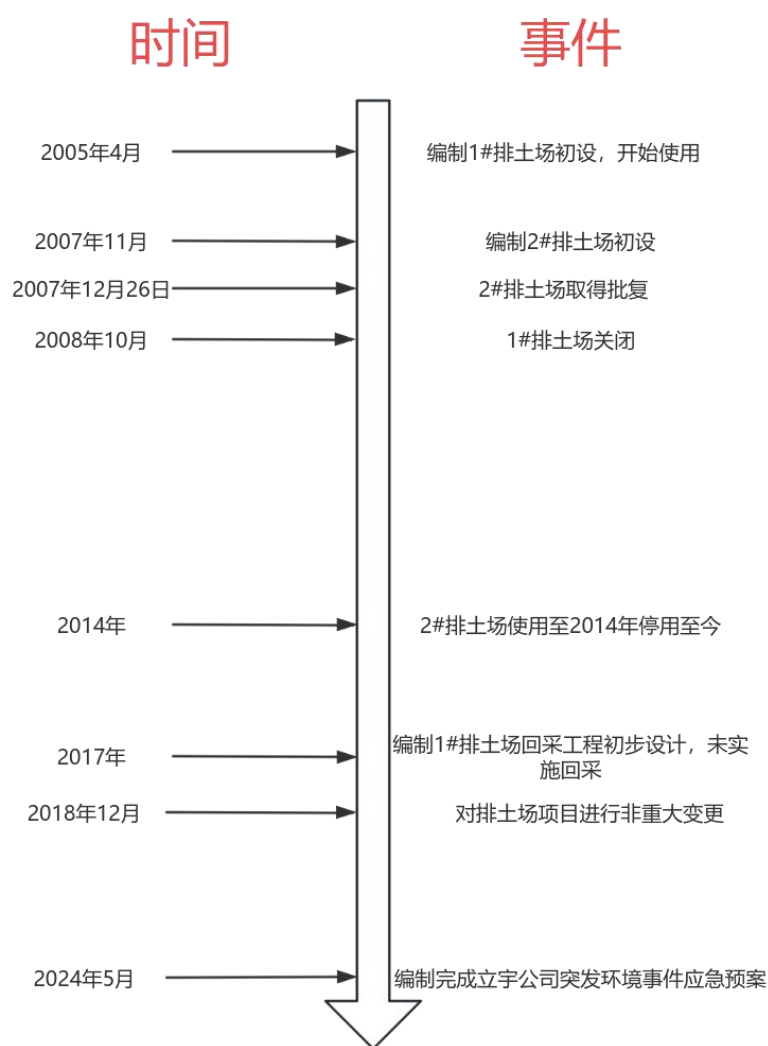 时间 事件
2005年4月 编制1#排土场初设，开始使用
2007年11月 编制2#排土场初设
2007年12月26日 2#排土场取得批复
2008年10月 1#排土场关闭
2014年 2#排土场使用至2014年停用至今
2017年 编制1#排土场回采工程初步设计，未实
施回采
2018年12月 对排土场项目进行非重大变更
2024年5月 编制完成立宇公司突发环境事件应急预案